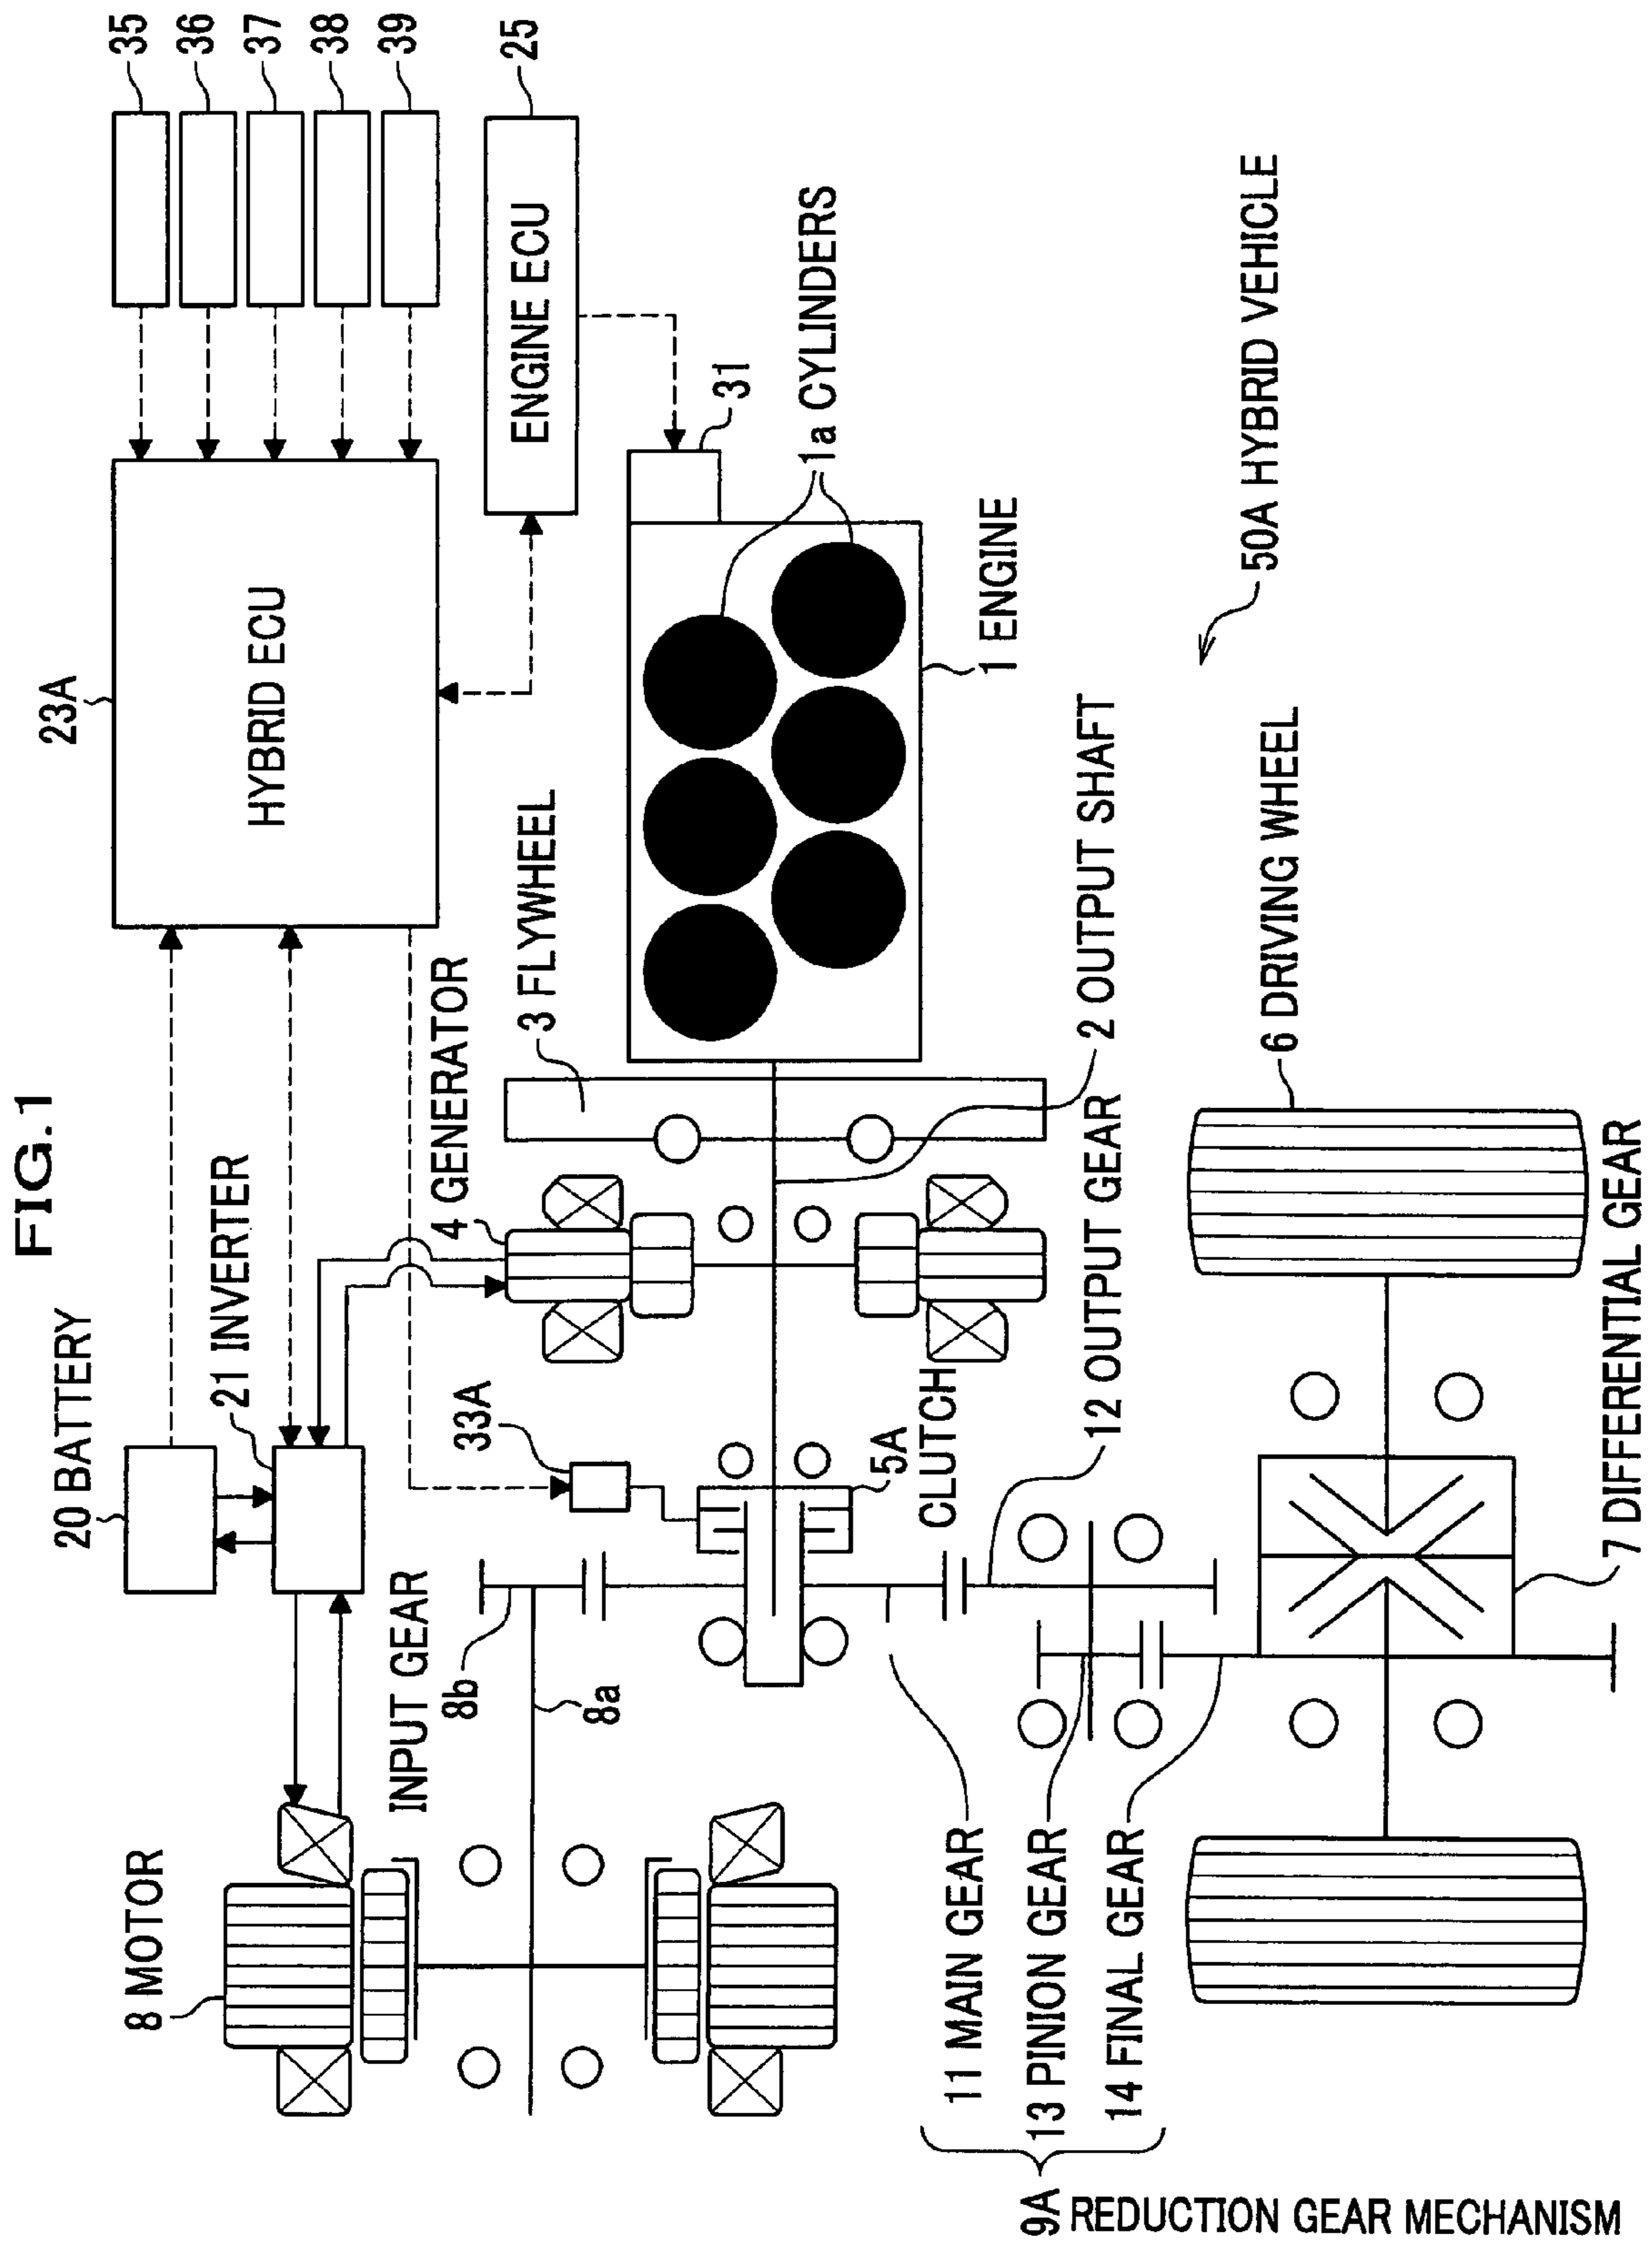 FIG.1
20 BATTERY
21 INVERTER
23A
HYBRID ECU
35
36
37
38
39
25
ENGINE ECU
8 MOTOR
INPUT GEAR
8b
8a
33A
4 GENERATOR
3 FLYWHEEL
31
1a CYLINDERS
1 ENGINE
5A
CLUTCH
2 OUTPUT SHAFT
12 OUTPUT GEAR
50A HYBRID VEHICLE
6 DRIVING WHEEL
11 MAIN GEAR
13 PINION GEAR
14 FINAL GEAR
9A REDUCTION GEAR MECHANISM
7 DIFFERENTIAL GEAR